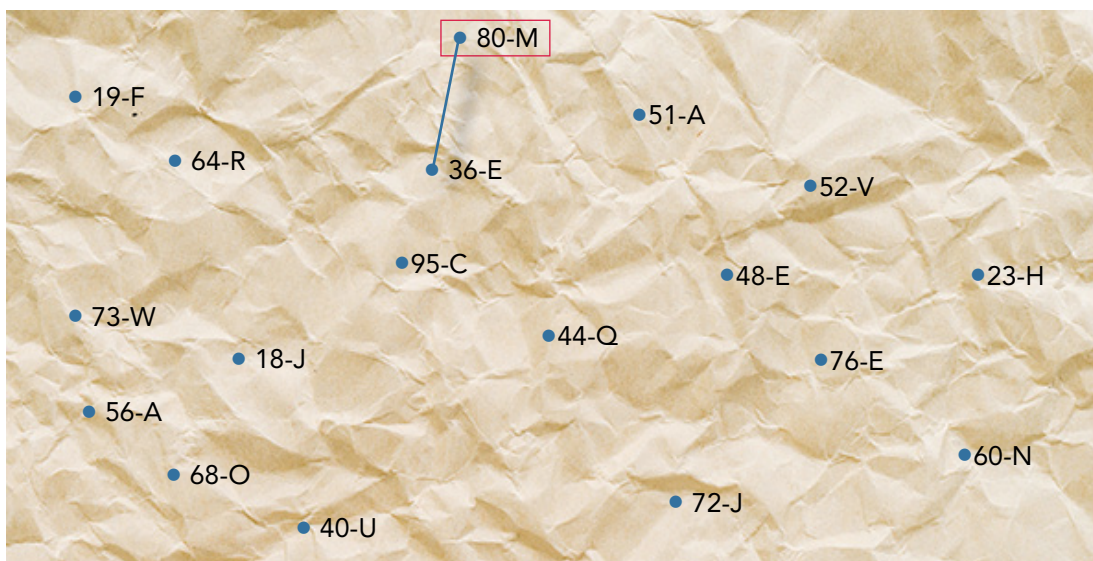 80-M
19-F
51-A
64-R
36-E
52-V
95-C
48-E
23-H
73-W
44-Q
18-J
76-E
56-A
60-N
68-O
72-J
40-U